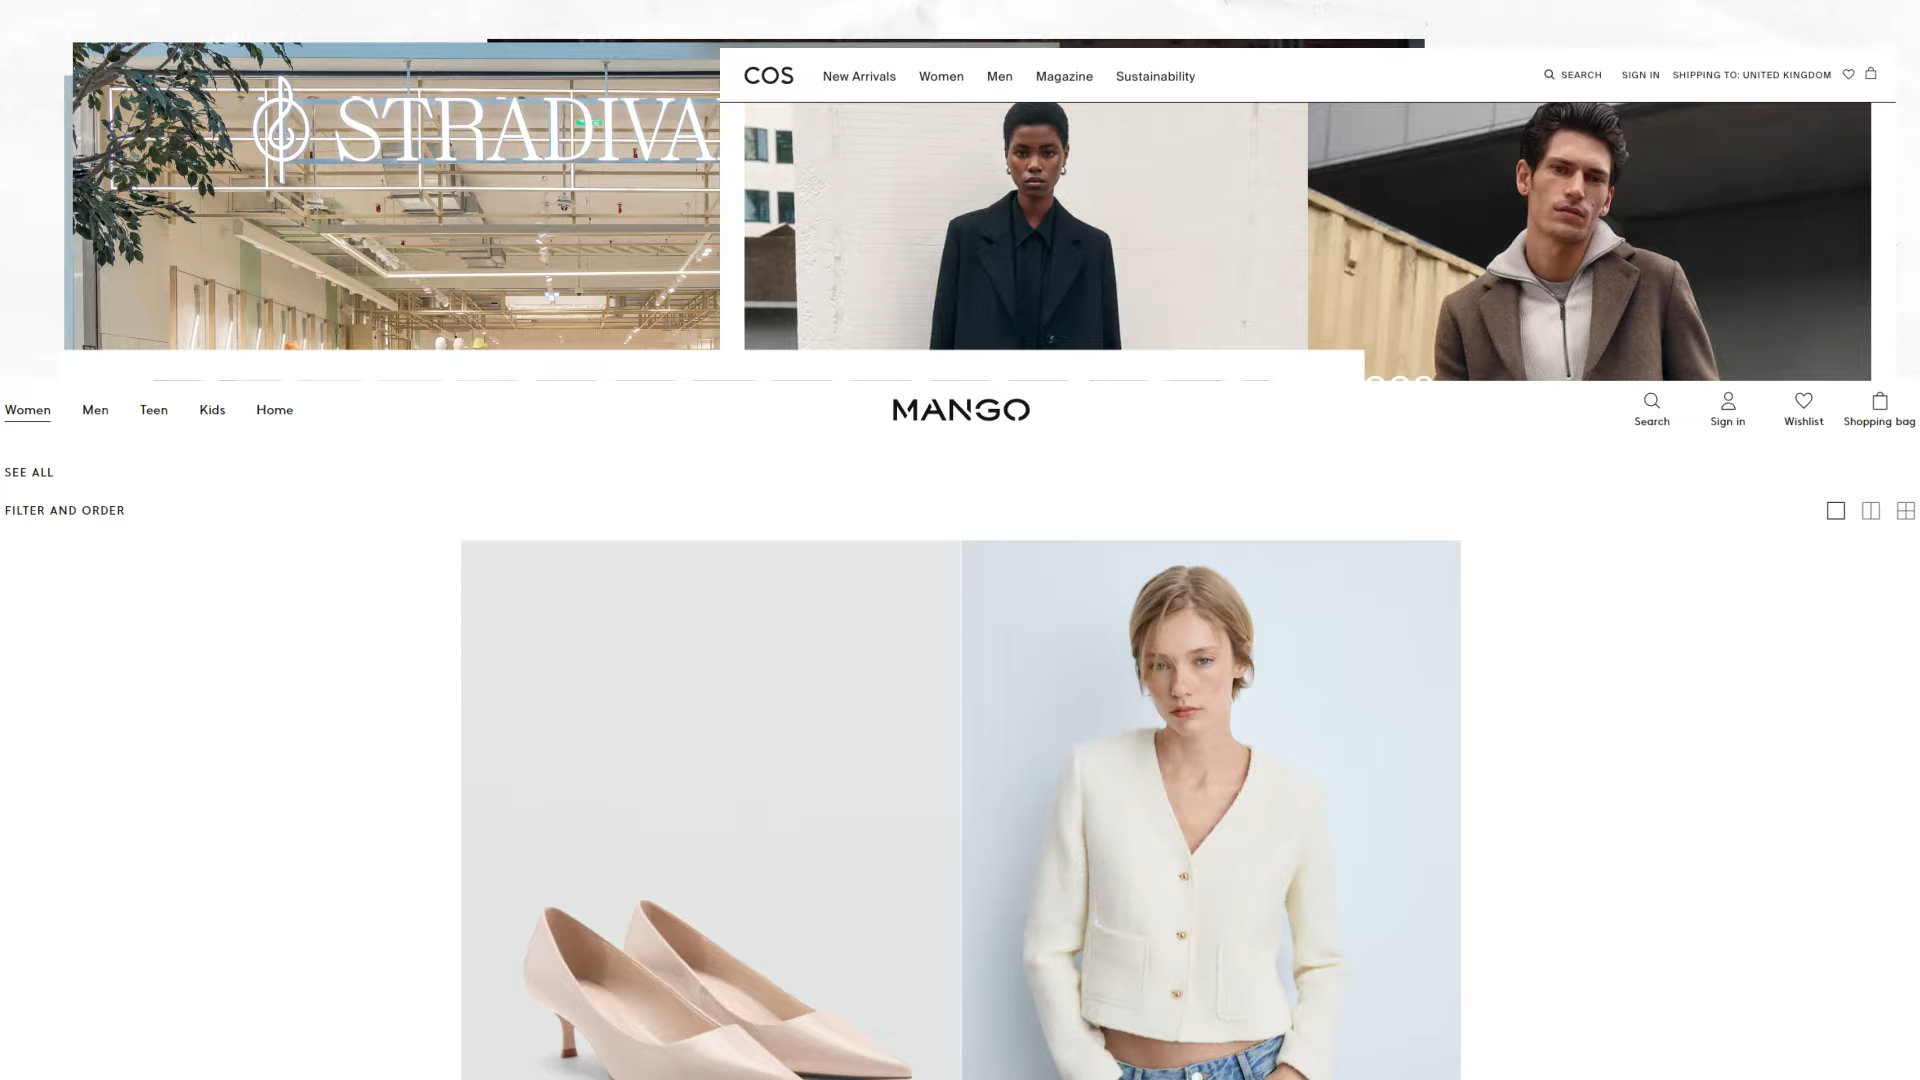 STRADIVA
COS New Arrivals Women Men Magazine Sustainability SEARCH SIGN IN SHIPPING TO: UNITED KINGDOM
Women Men Teen Kids Home MANGO Search Sign in Wishlist Shopping bag
SEE ALL
FILTER AND ORDER